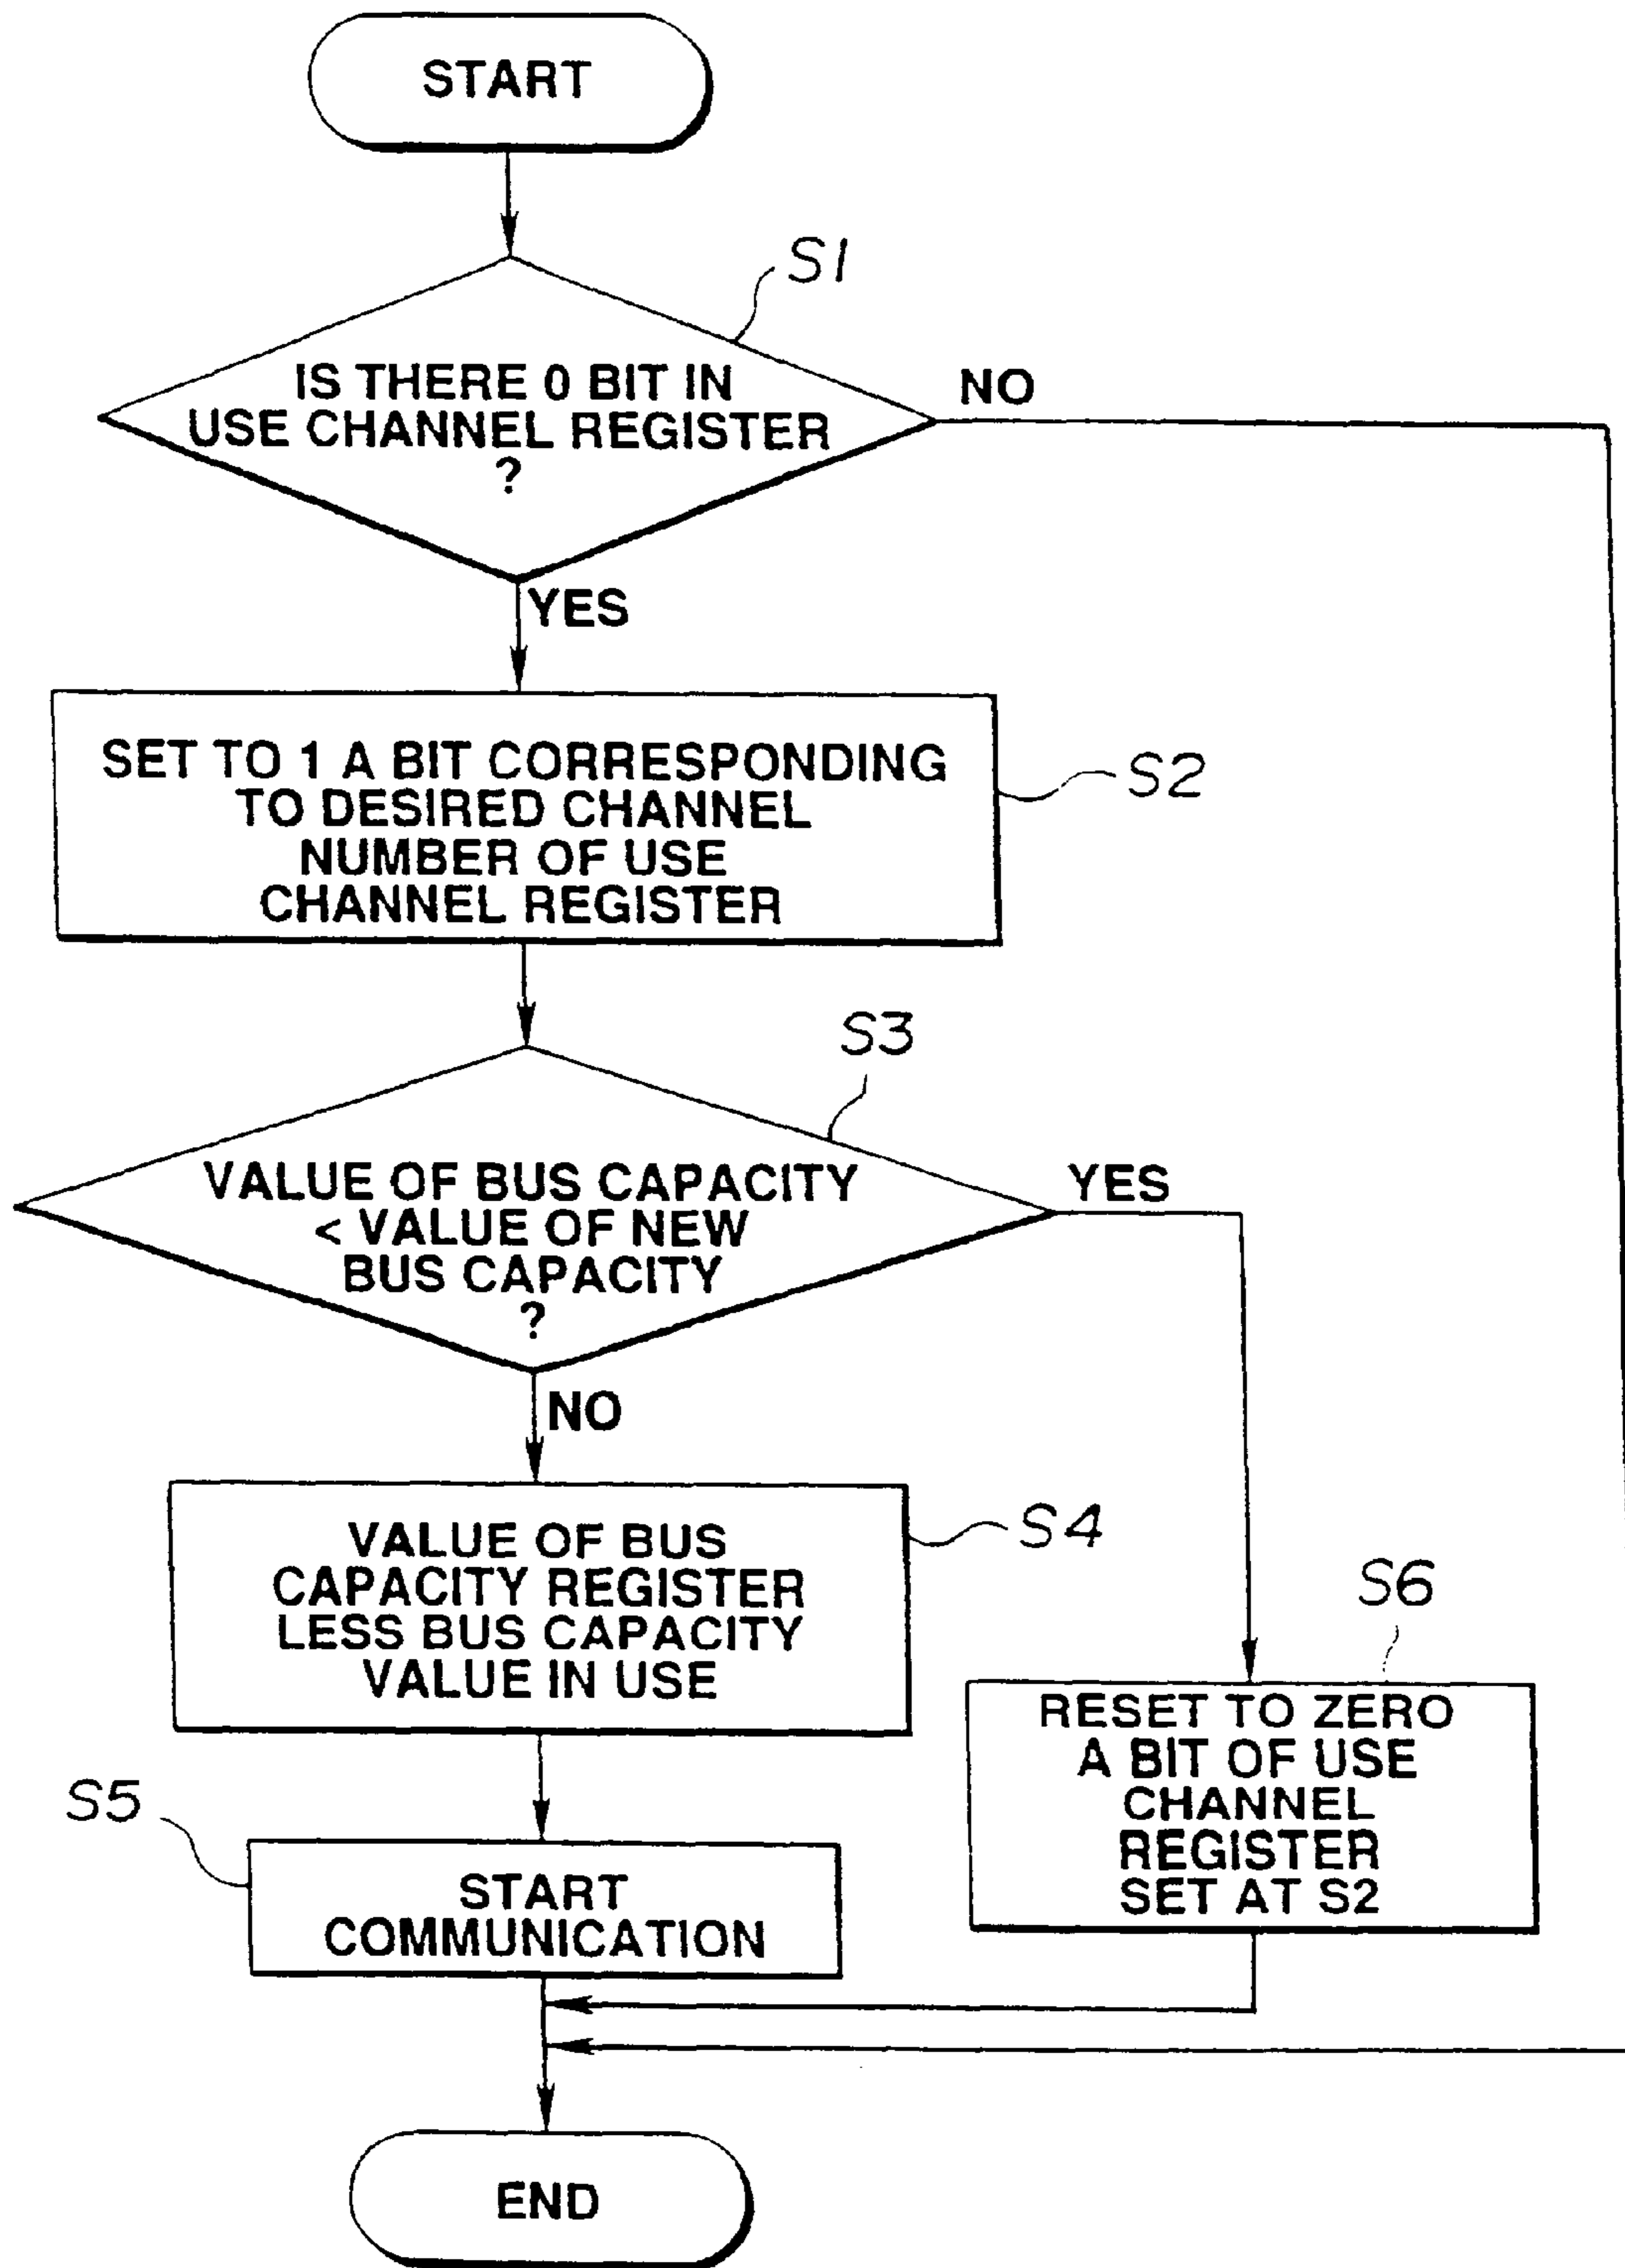 START
S1
IS THERE 0 BIT IN
USE CHANNEL REGISTER
?
NO
YES
SET TO 1 A BIT CORRESPONDING
TO DESIRED CHANNEL
NUMBER OF USE
CHANNEL REGISTER
S2
S3
VALUE OF BUS CAPACITY
< VALUE OF NEW
BUS CAPACITY
?
YES
NO
VALUE OF BUS
CAPACITY REGISTER
LESS BUS CAPACITY
VALUE IN USE
S4
S6
RESET TO ZERO
A BIT OF USE
CHANNEL
REGISTER
SET AT S2
S5
START
COMMUNICATION
END